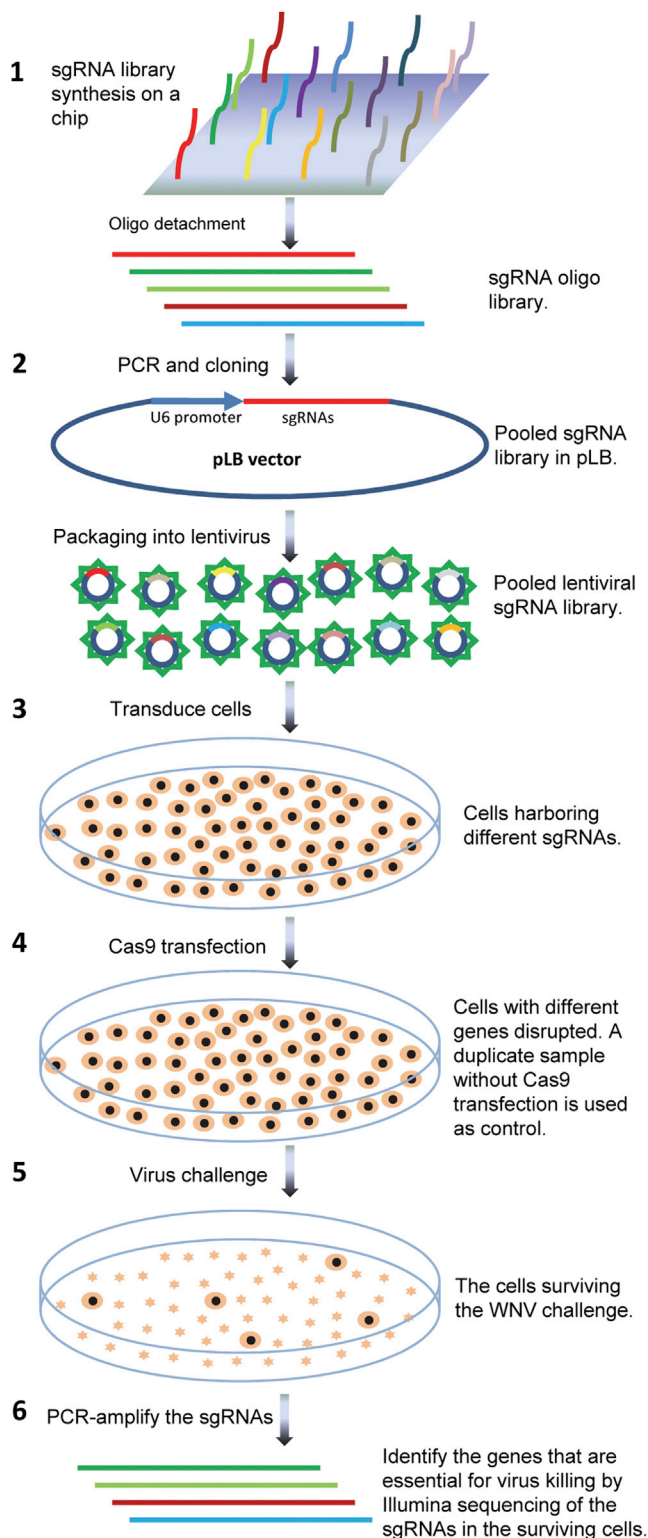 1
sgRNA library
synthesis on a
chip
Oligo detachment
sgRNA oligo
library.
2
PCR and cloning
U6 promoter
sgRNAs
pLB vector
Pooled sgRNA
library in pLB.
Packaging into lentivirus
Pooled lentiviral
sgRNA library.
3
Transduce cells
Cells harboring
different sgRNAs.
4
Cas9 transfection
Cells with different
genes disrupted. A
duplicate sample
without Cas9
transfection is used
as control.
5
Virus challenge
The cells surviving
the WNV challenge.
6
PCR-amplify the sgRNAs
Identify the genes that are
essential for virus killing by
Illumina sequencing of the
sgRNAs in the surviving cells.